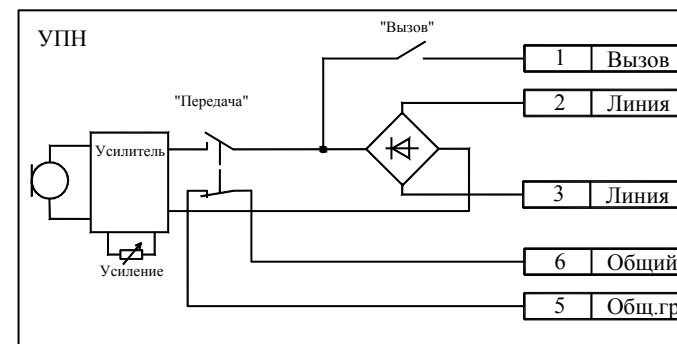 УПН
"Вызов"
1 Вызов
2 Линия
"Передача"
Усилитель
3 Линия
Усиление
6 Общий
5 Общ.гр